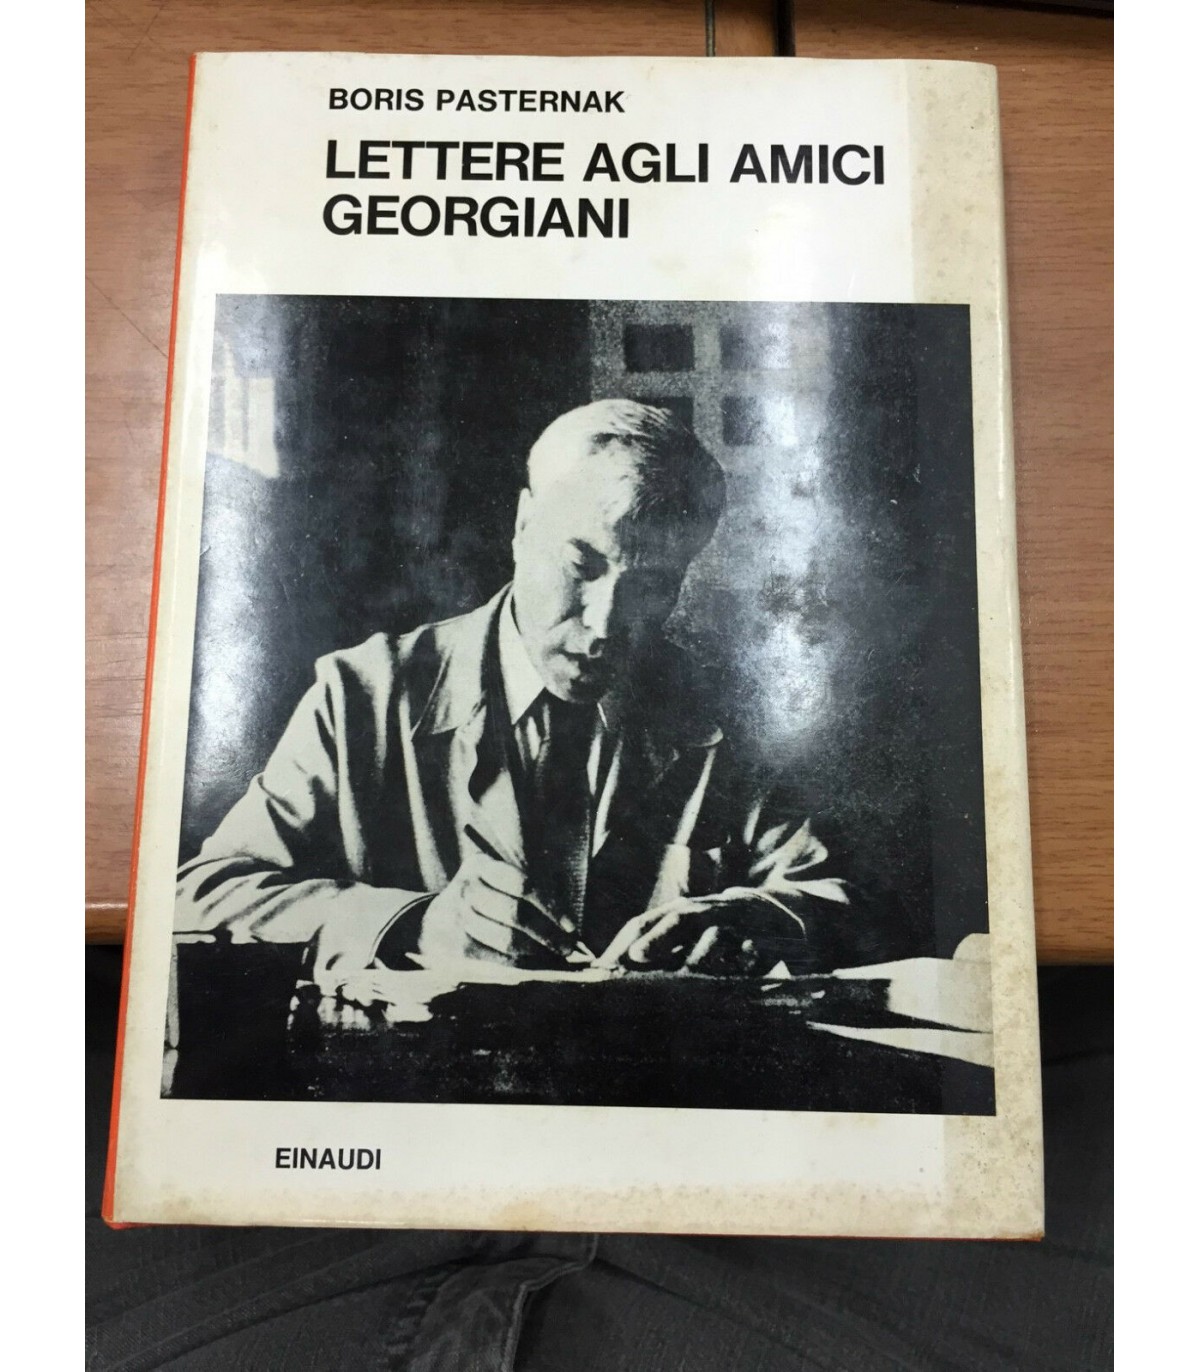 BORIS PASTERNAK
LETTERE AGLI AMICI
GEORGIANI
EINAUDI